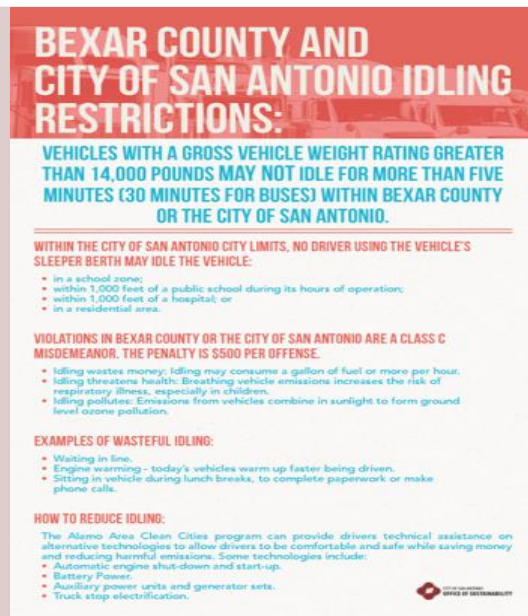 BEXAR COUNTY AND
CITY OF SAN ANTONIO IDLING
RESTRICTIONS:
VEHICLES WITH A GROSS VEHICLE WEIGHT RATING GREATER
THAN 14,000 POUNDS MAY NOT IDLE FOR MORE THAN FIVE
MINUTES (30 MINUTES FOR BUSES) WITHIN BEXAR COUNTY
OR THE CITY OF SAN ANTONIO.
WITHIN THE CITY OF SAN ANTONIO CITY LIMITS, NO DRIVER USING THE VEHICLE'S
SLEEPER BERTH MAY IDLE THE VEHICLE:
• in a school zone;
• within 1,000 feet of a public school during its hours of operation;
• within 1,000 feet of a hospital; or
• in a residential area.
VIOLATIONS IN BEXAR COUNTY OR THE CITY OF SAN ANTONIO ARE A CLASS C
MISDEMEANOR. THE PENALTY IS $500 PER OFFENSE.
• Idling wastes money: Idling may consume a gallon of fuel or more per hour.
• Idling threatens health: Breathing vehicle emissions increases the risk of
respiratory illness, especially in children.
• Idling pollutes: Emissions from vehicles combine in sunlight to form ground
level ozone pollution.
EXAMPLES OF WASTEFUL IDLING:
• Waiting in line.
• Engine warming - today's vehicles warm up faster being driven.
• Sitting in vehicle during lunch breaks, to complete paperwork or make
phone calls.
HOW TO REDUCE IDLING:
The Alamo Area Clean Cities program can provide drivers technical assistance on
alternative technologies to allow drivers to be comfortable and safe while saving money
and reducing harmful emissions. Some technologies include:
• Automatic engine shut-down and start-up.
• Battery Power.
• Auxiliary power units and generator sets.
• Truck stop electrification.
CITY OF SAN ANTONIO
OFFICE OF SUSTAINABILITY